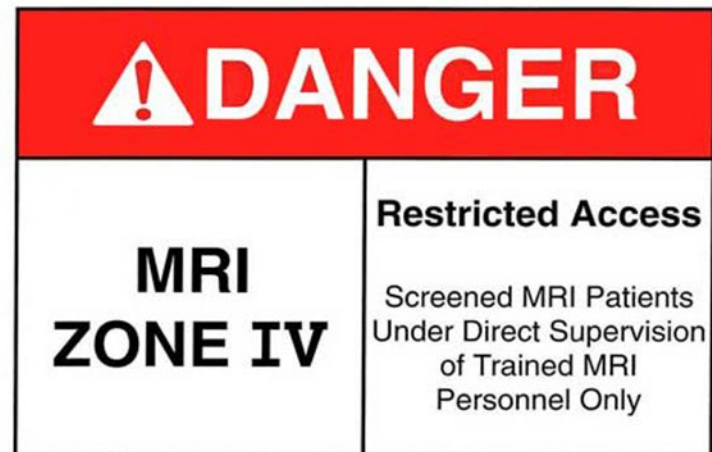 DANGER
MRI
ZONE IV
Restricted Access
Screened MRI Patients
Under Direct Supervision
of Trained MRI
Personnel Only